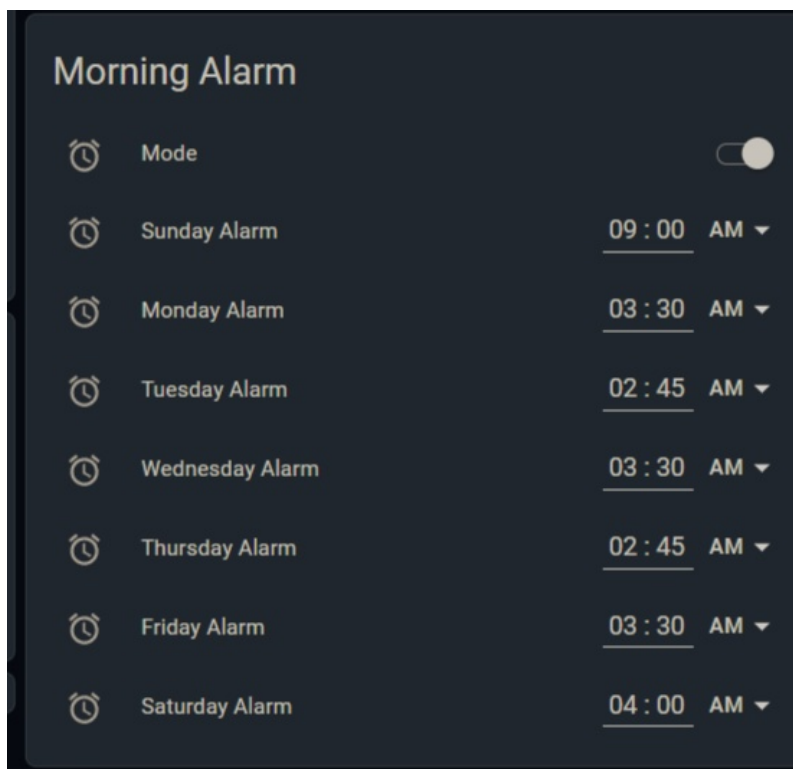 Morning Alarm
Mode
Sunday Alarm 09 : 00 AM
Monday Alarm 03 : 30 AM
Tuesday Alarm 02 : 45 AM
Wednesday Alarm 03 : 30 AM
Thursday Alarm 02 : 45 AM
Friday Alarm 03 : 30 AM
Saturday Alarm 04 : 00 AM